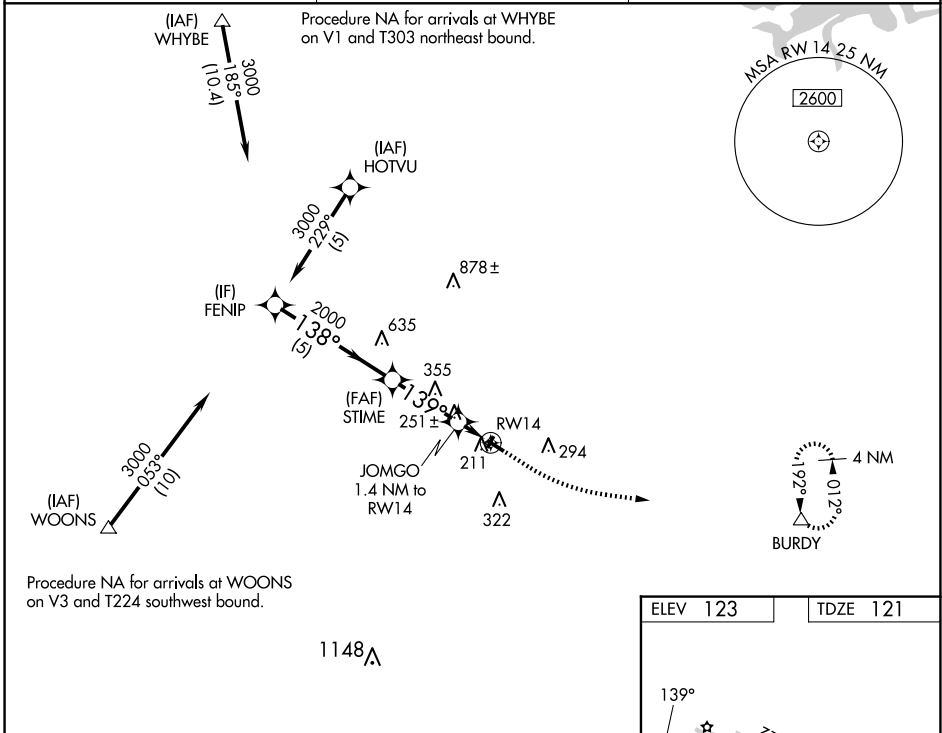 (IAF)
WHYBE
Procedure NA for arrivals at WHYBE
on V1 and T303 northeast bound.
3000
185°
(10.4)
MSA RW 14 25 NM
2600
(IAF)
HOTVU
3000
229°
(5)
878±
(IF)
FENIP
2000
138°
(5)
635
355
(FAF)
STIME
139°
251±
RW14
211
294
JOMGO
1.4 NM to
RW14
322
4 NM
192°
012°
BURDY
3000
053°
(10)
(IAF)
WOONS
Procedure NA for arrivals at WOONS
on V3 and T224 southwest bound.
1148
ELEV 123
TDZE 121
139°